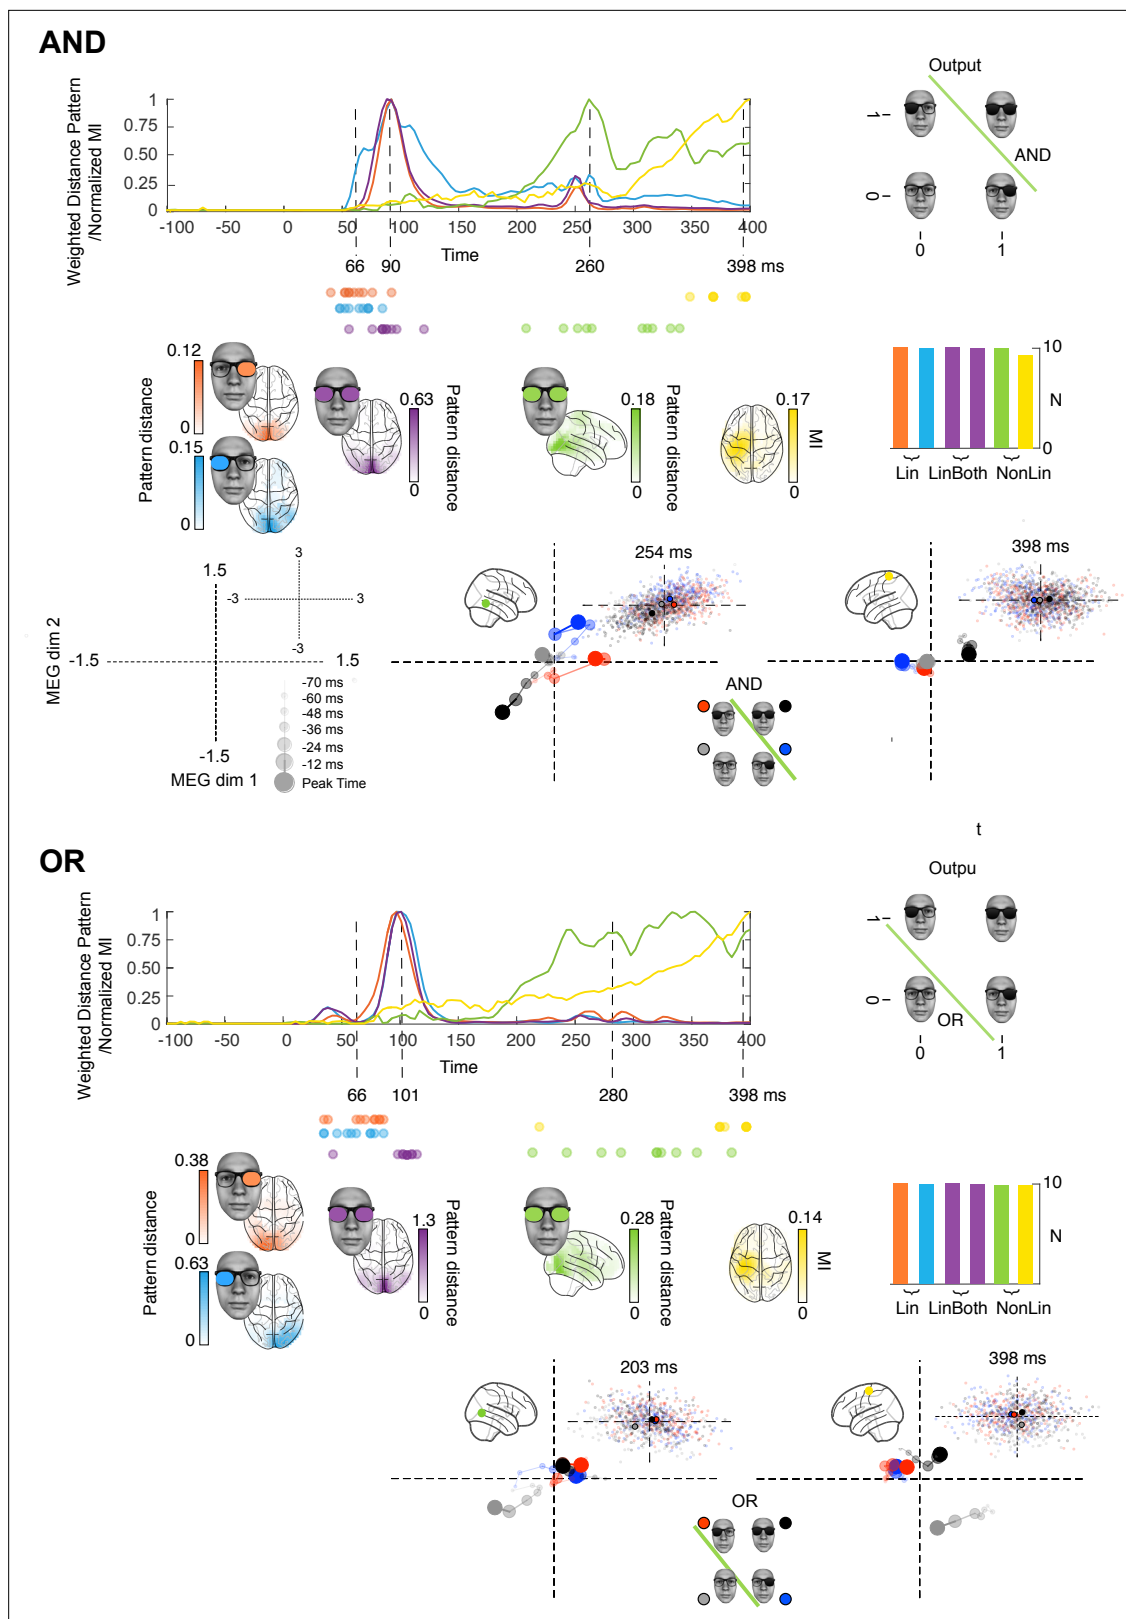 AND
Weighted Distance Pattern
/Normalized MI
1
0.75
0.50
0.25
0
-100 -50 0 50 100 150 200 250 300 350 400
Time
66 90 260 398 ms
Output
1
0
AND
0 1
0.12
0
Pattern distance
0.15
0
0.63
0
Pattern distance
0.18
0
Pattern distance
0.17
0
MI
10
N
0
Lin LinBoth NonLin
1.5
-1.5 1.5
-1.5
3
-3 3
-3
MEG dim 2
MEG dim 1
-70 ms
-60 ms
-48 ms
-36 ms
-24 ms
-12 ms
Peak Time
254 ms
398 ms
AND
t
OR
Weighted Distance Pattern
/Normalized MI
1
0.75
0.50
0.25
0
-100 -50 0 50 100 150 200 250 300 350 400
Time
66 101 280 398 ms
Outpu
1
0
OR
0 1
0.38
0
Pattern distance
0.63
0
1.3
0
Pattern distance
0.28
0
Pattern distance
0.14
0
MI
10
N
Lin LinBoth NonLin
203 ms
398 ms
OR